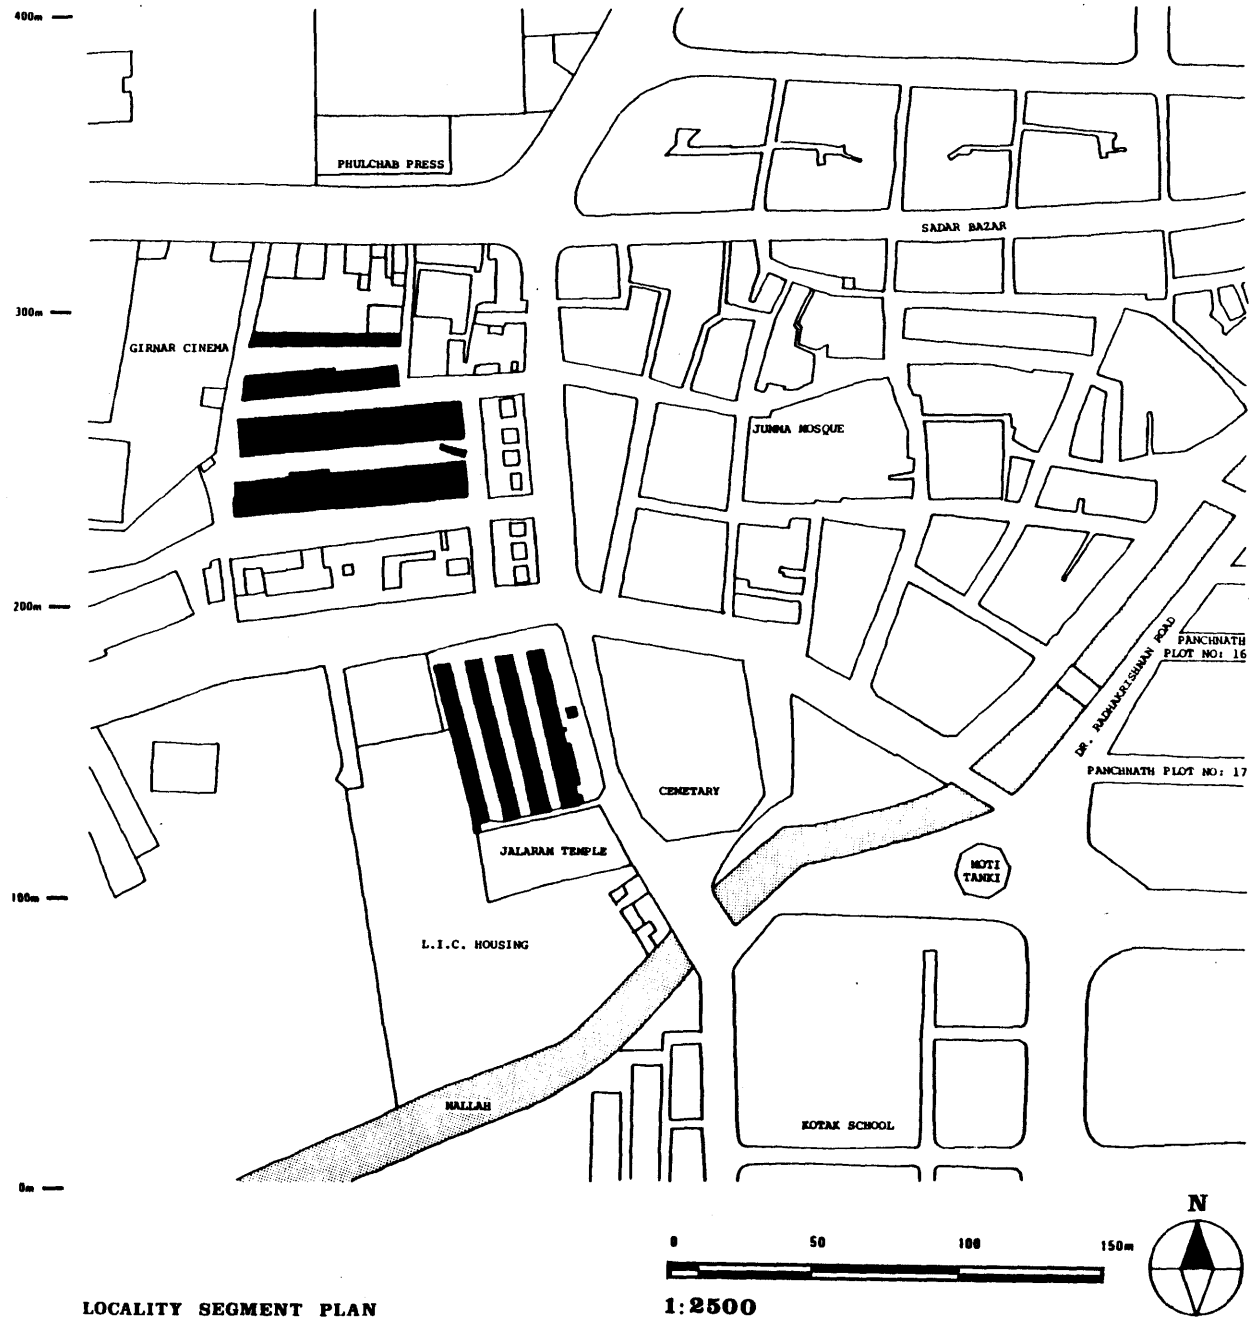 400m
PHULCHAB PRESS
SADAR BAZAR
300m
GIRNAR CINEMA
JUMMA MOSQUE
200m
PANCHNATH
PLOT NO: 16
DR. RADHAKRISHNAN ROAD
PANCHNATH PLOT NO: 17
CEMETARY
JALARAM TEMPLE
MOTI
TANKI
100m
L.I.C. HOUSING
NALLAH
KOTAK SCHOOL
0m
N
0 50 100 150m
LOCALITY SEGMENT PLAN
1:2500